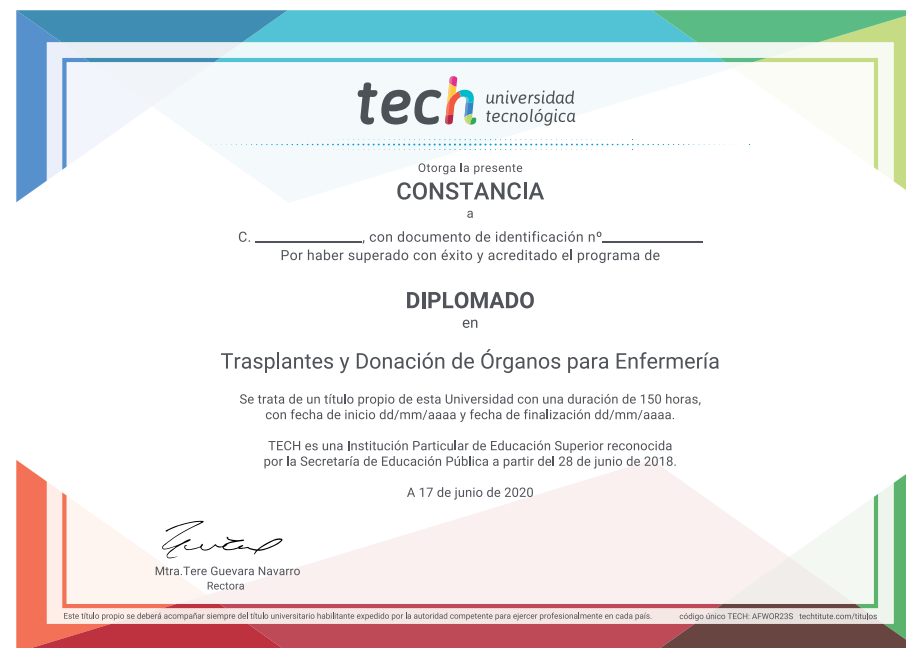 tech universidad
tecnológica
Otorga la presente
CONSTANCIA
a
C. ________________, con documento de identificación nº_______________
Por haber superado con éxito y acreditado el programa de
DIPLOMADO
en
Trasplantes y Donación de Órganos para Enfermería
Se trata de un título propio de esta Universidad con una duración de 150 horas,
con fecha de inicio dd/mm/aaaa y fecha de finalización dd/mm/aaaa.
TECH es una Institución Particular de Educación Superior reconocida
por la Secretaría de Educación Pública a partir del 28 de junio de 2018.
A 17 de junio de 2020
Mtra.Tere Guevara Navarro
Rectora
Este título propio se deberá acompañar siempre del título universitario habilitante expedido por la autoridad competente para ejercer profesionalmente en cada país. código único TECH: AFWOR23S techtitute.com/titulos